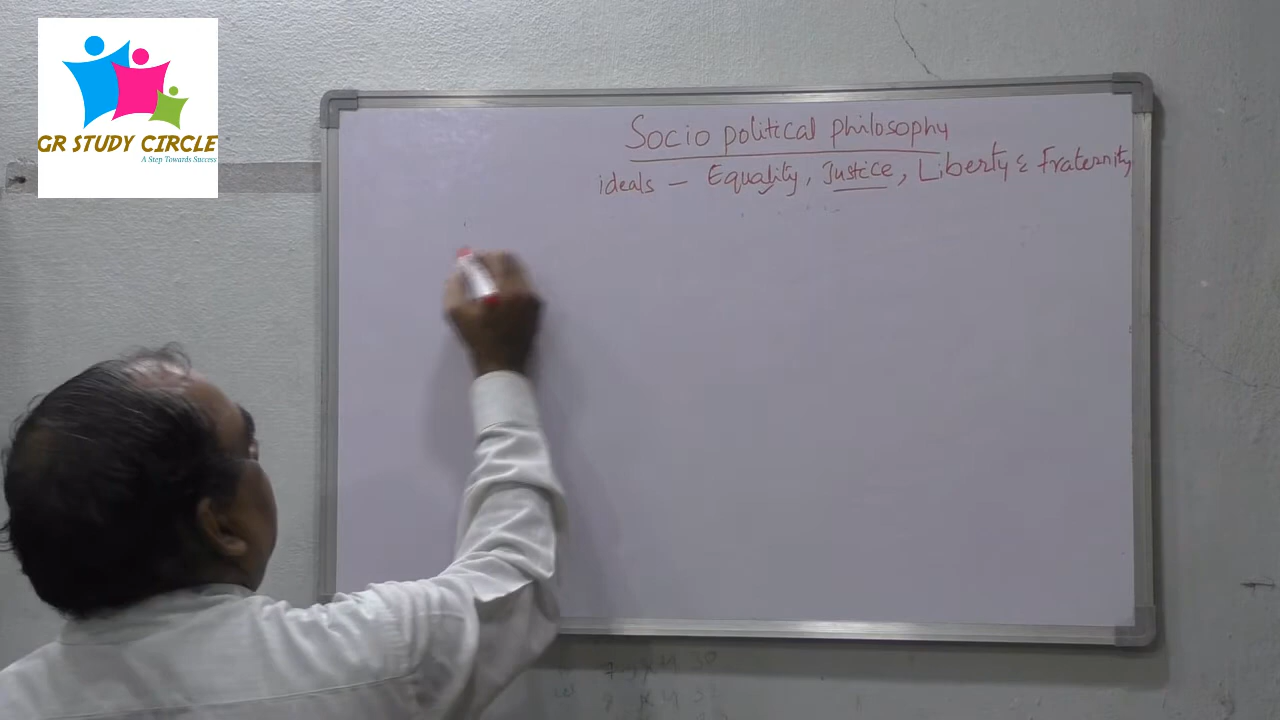 GR STUDY CIRCLE
A Step Towards Success
Socio political philosophy
ideals - Equality, Justice, Liberty & Fraternity